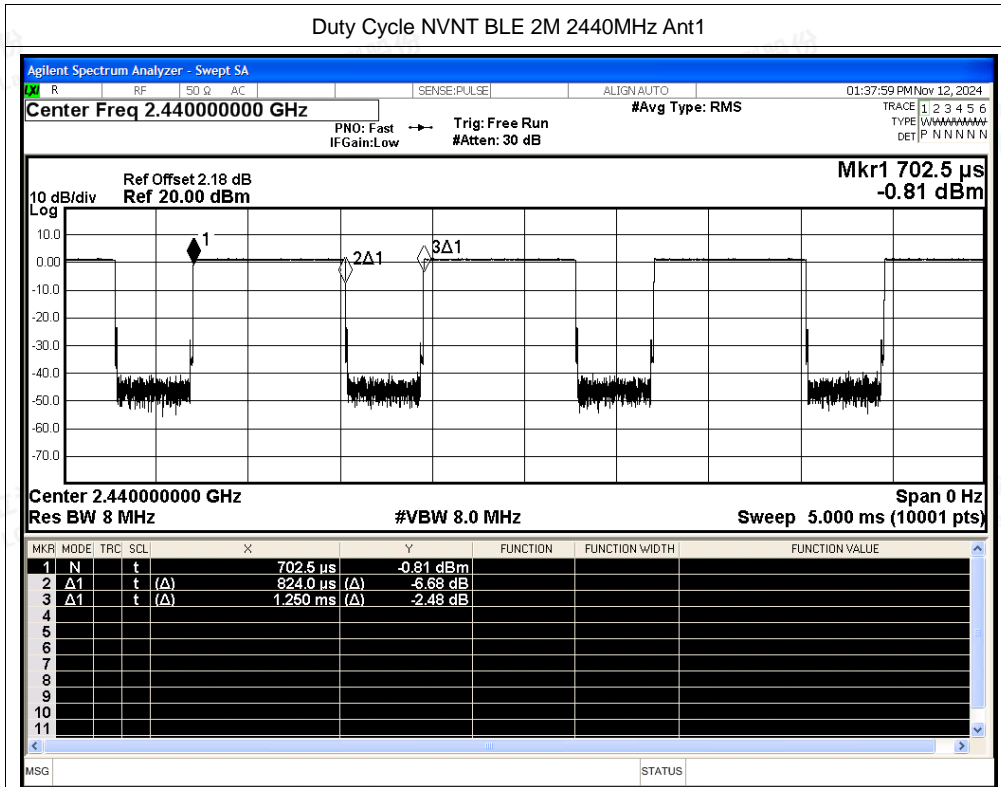 Duty Cycle NVNT BLE 2M 2440MHz Ant1
Agilent Spectrum Analyzer - Swept SA
LXI R RF 50 Ω AC SENSE:PULSE ALIGN AUTO 01:37:59 PM Nov 12, 2024
Center Freq 2.440000000 GHz #Avg Type: RMS TRACE 1 2 3 4 5 6
PNO: Fast Trig: Free Run TYPE WWWWWW
IFGain:Low #Atten: 30 dB DET P N N N N N
Mkr1 702.5 µs
Ref Offset 2.18 dB
10 dB/div Ref 20.00 dBm -0.81 dBm
Log
10.0
1
3Δ1
2Δ1
0.00
-10.0
-20.0
-30.0
-40.0
-50.0
-60.0
-70.0
Center 2.440000000 GHz Span 0 Hz
Res BW 8 MHz #VBW 8.0 MHz Sweep 5.000 ms (10001 pts)
MKR MODE TRC SCL X Y FUNCTION FUNCTION WIDTH FUNCTION VALUE
1 N t 702.5 µs -0.81 dBm
2 Δ1 t (Δ) 824.0 µs (Δ) -6.68 dB
3 Δ1 t (Δ) 1.250 ms (Δ) -2.48 dB
4
5
6
7
8
9
10
11
MSG STATUS